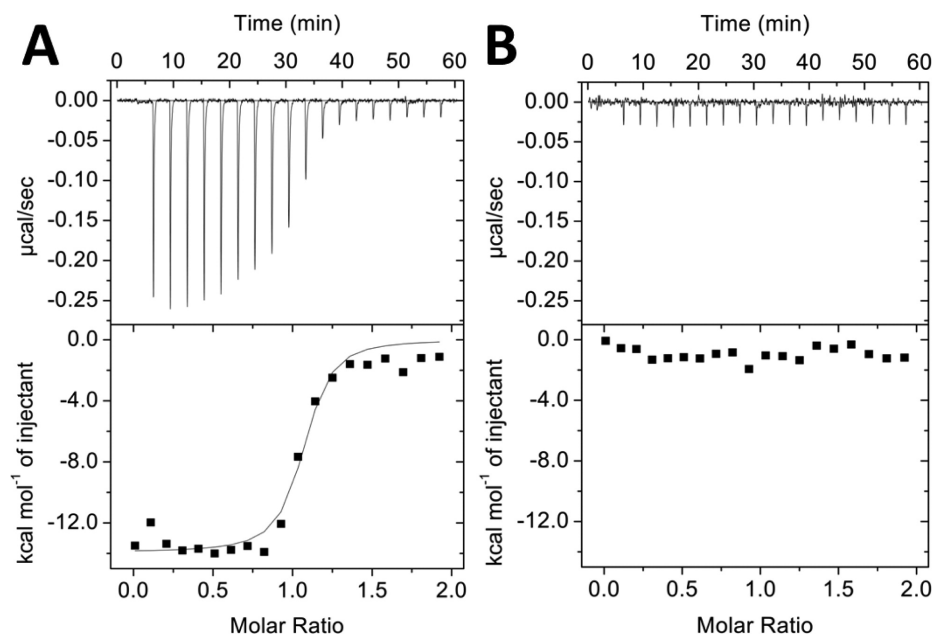 A
Time (min)
0 10 20 30 40 50 60
0.00
-0.05
-0.10
-0.15
-0.20
-0.25
µcal/sec
0.0
-4.0
-8.0
-12.0
kcal mol⁻¹ of injectant
0.0 0.5 1.0 1.5 2.0
Molar Ratio
B
Time (min)
0 10 20 30 40 50 60
0.00
-0.05
-0.10
-0.15
-0.20
-0.25
µcal/sec
0.0
-4.0
-8.0
-12.0
kcal mol⁻¹ of injectant
0.0 0.5 1.0 1.5 2.0
Molar Ratio